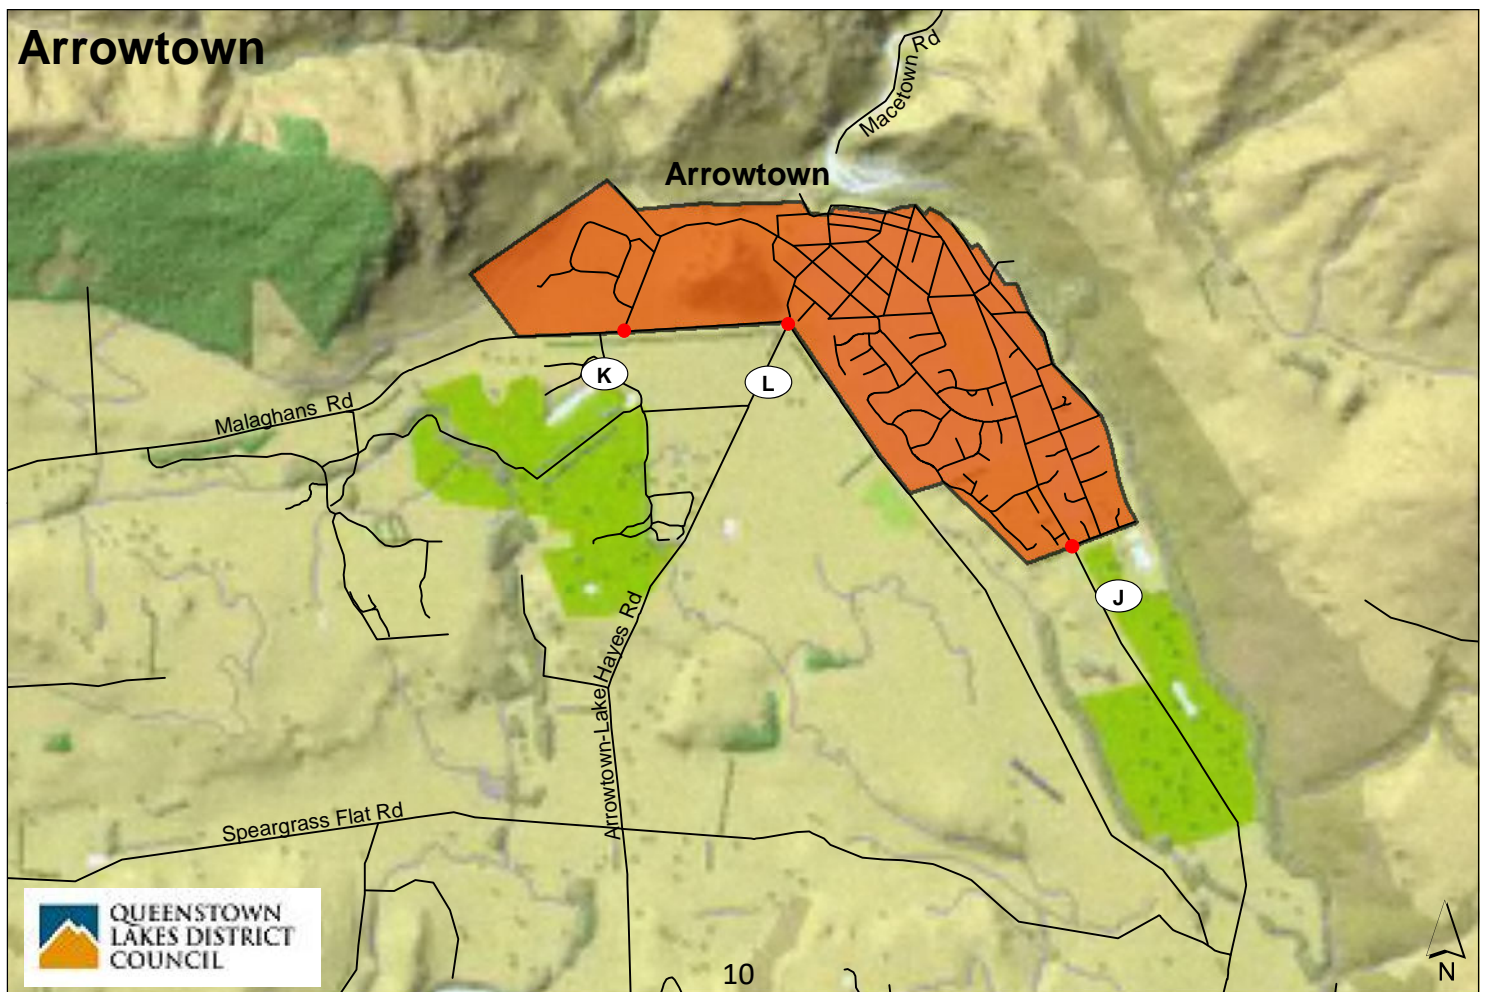 Arrowtown
Macetown Rd
Arrowtown
K
L
Malaghans Rd
J
Arrowtown-Lake Hayes Rd
Speargrass Flat Rd
QUEENSTOWN
LAKES DISTRICT
COUNCIL
10
N